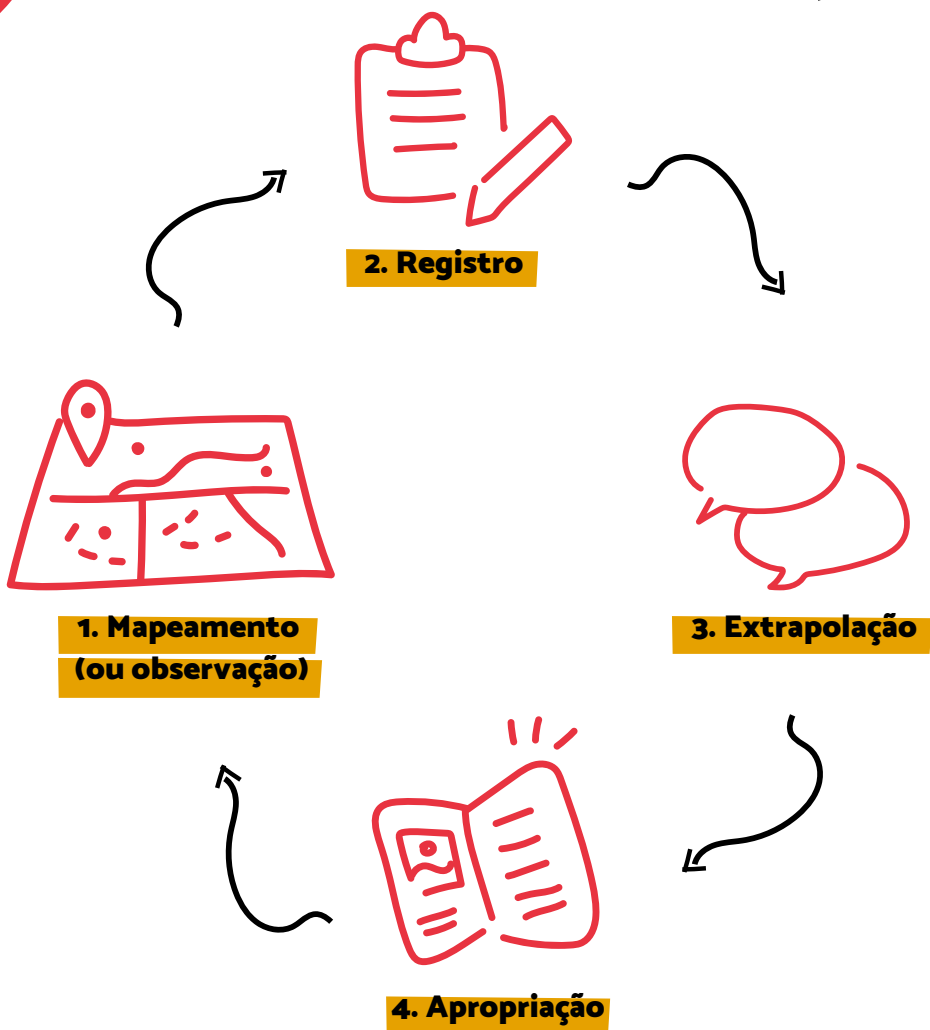 2. Registro
1. Mapeamento
(ou observação)
3. Extrapolação
4. Apropriação